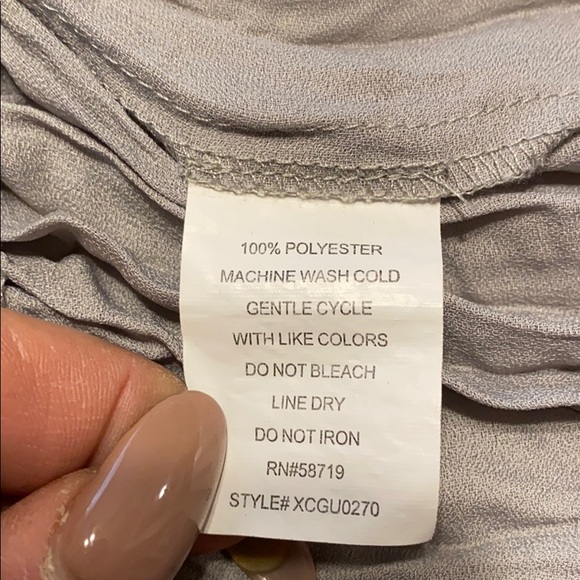 100% POLYESTER
MACHINE WASH COLD
GENTLE CYCLE
WITH LIKE COLORS
DO NOT BLEACH
LINE DRY
DO NOT IRON
RN#58719
STYLE# XCGU0270